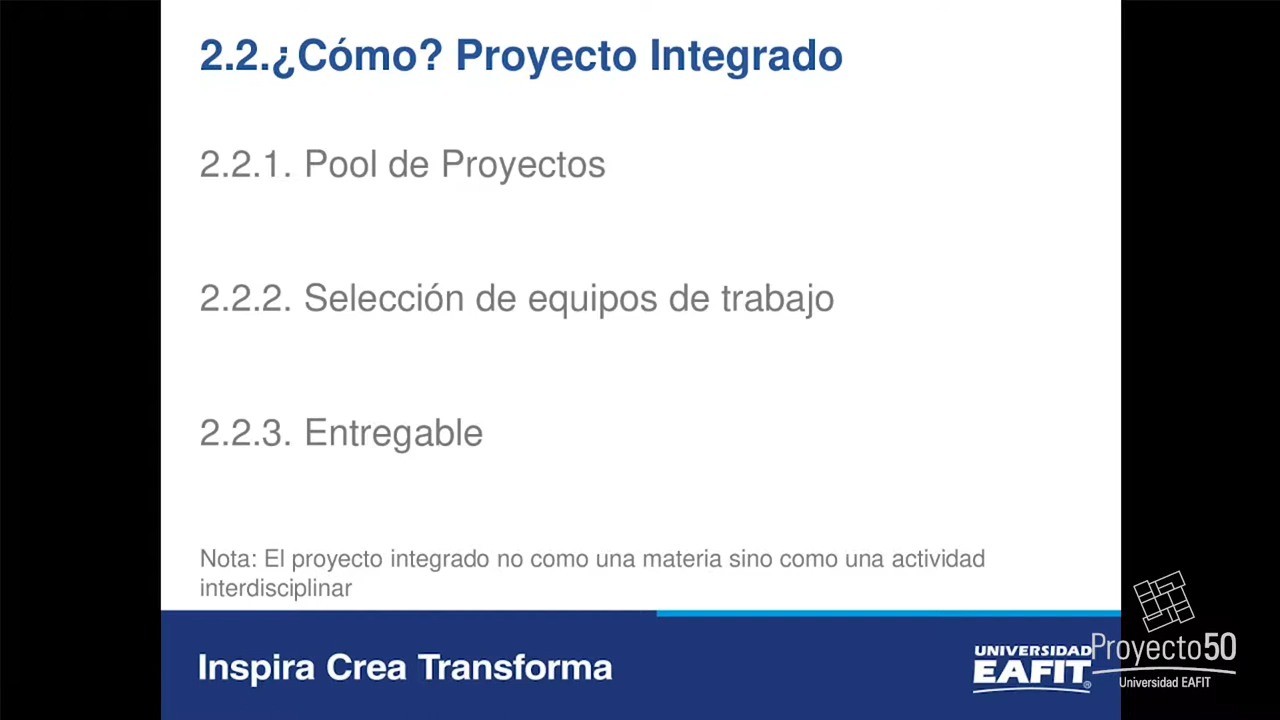 2.2.¿Cómo? Proyecto Integrado
2.2.1. Pool de Proyectos
2.2.2. Selección de equipos de trabajo
2.2.3. Entregable
Nota: El proyecto integrado no como una materia sino como una actividad
interdisciplinar
Inspira Crea Transforma
UNIVERSIDAD
EAFIT®
Proyecto50
Universidad EAFIT